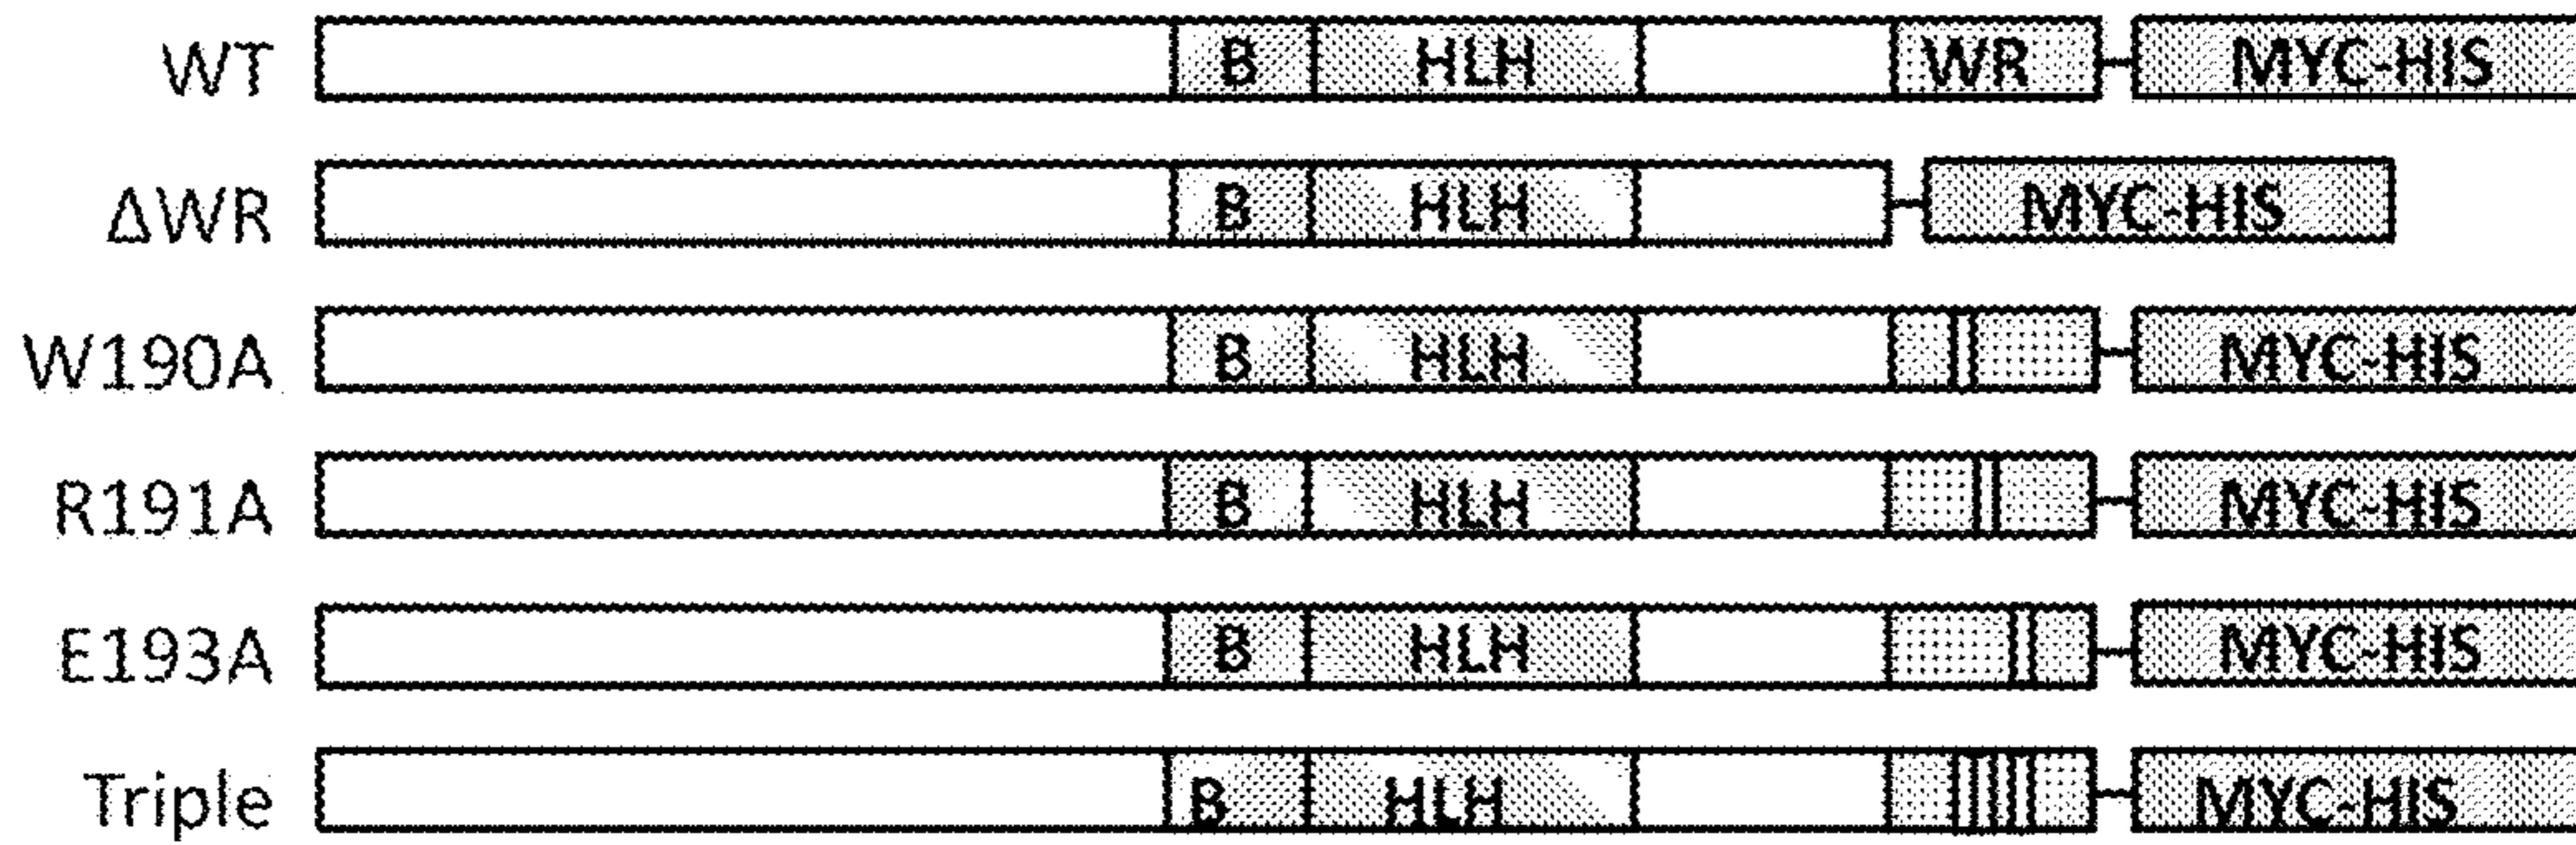 WT B HLH WR MYC-HIS
ΔWR B HLH MYC-HIS
W190A B HLH MYC-HIS
R191A B HLH MYC-HIS
E193A B HLH MYC-HIS
Triple B HLH MYC-HIS